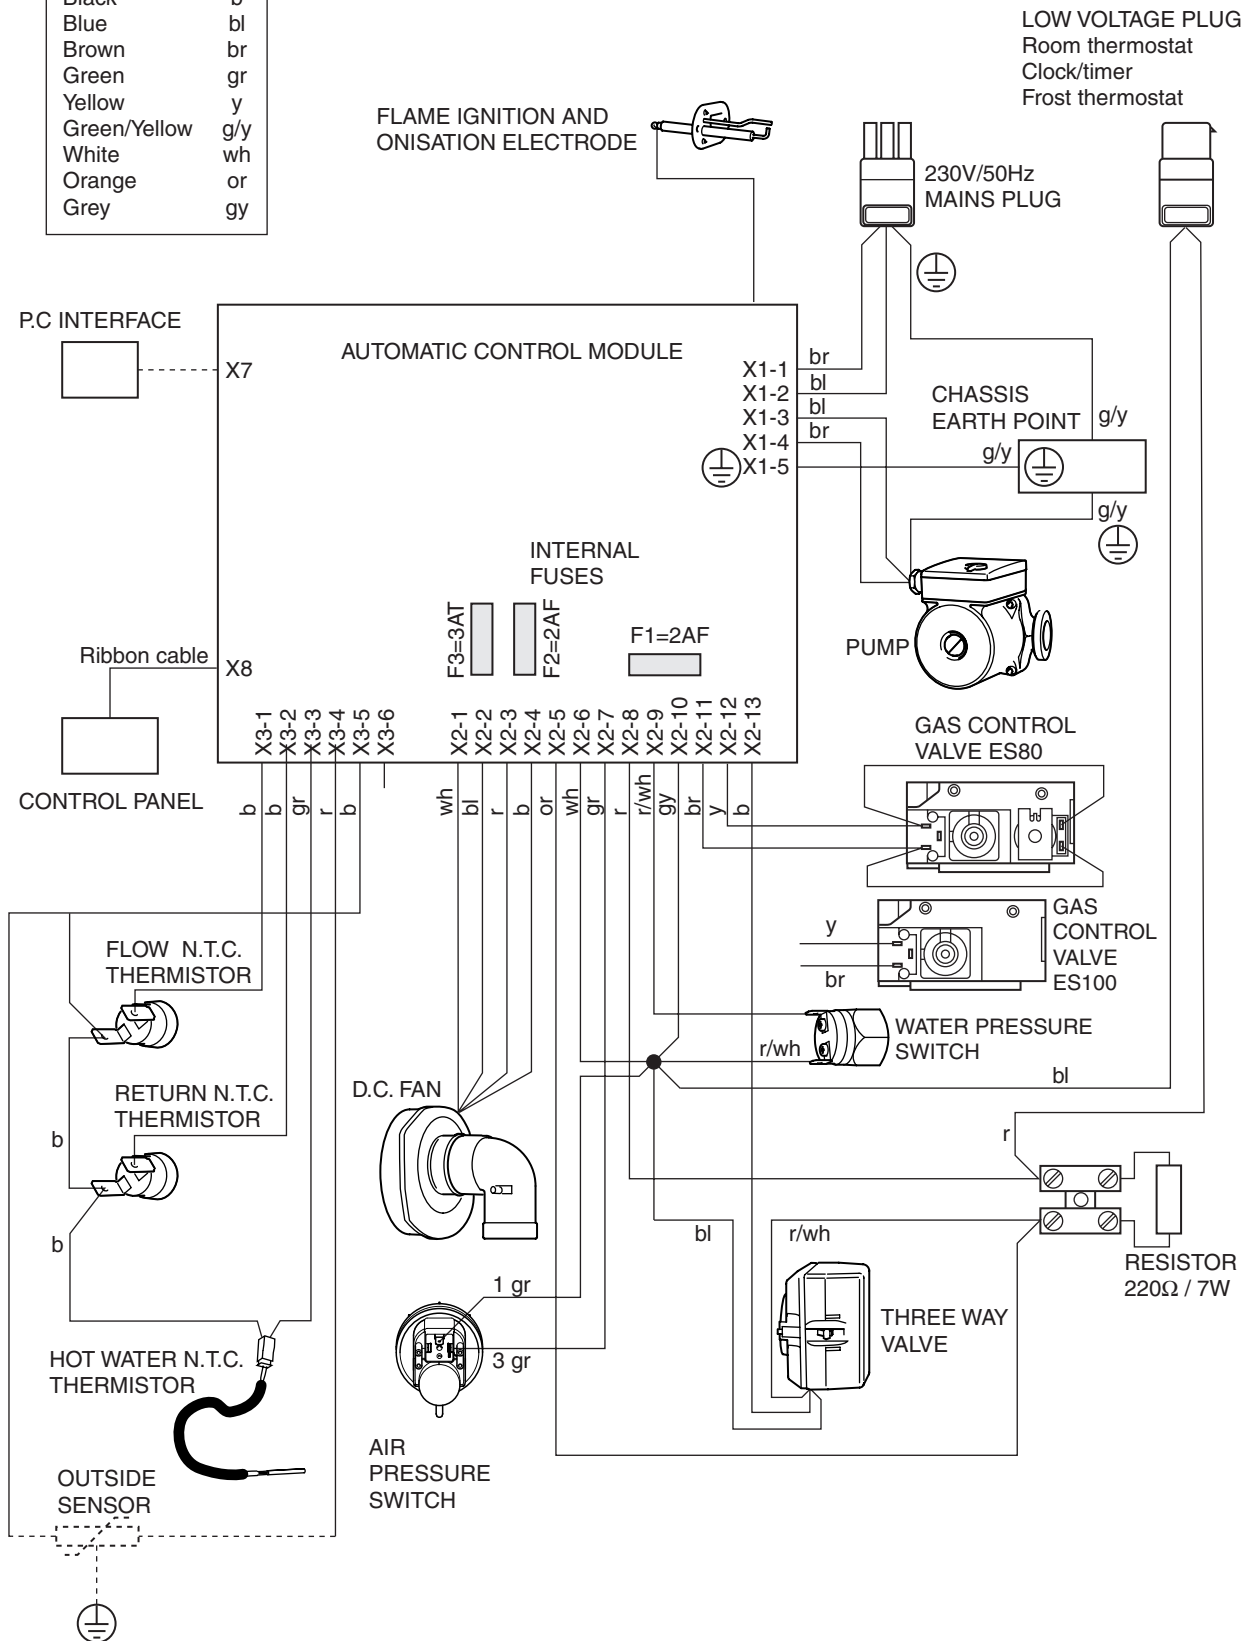 Black b
Blue bl
Brown br
Green gr
Yellow y
Green/Yellow g/y
White wh
Orange or
Grey gy
LOW VOLTAGE PLUG
Room thermostat
Clock/timer
Frost thermostat
FLAME IGNITION AND
ONISATION ELECTRODE
230V/50Hz
MAINS PLUG
P.C INTERFACE
X7
AUTOMATIC CONTROL MODULE
X1-1 br
X1-2 bl
X1-3 bl
X1-4 br
X1-5
CHASSIS
EARTH POINT
g/y
g/y
g/y
INTERNAL
FUSES
F3=3AT
F2=2AF
F1=2AF
PUMP
Ribbon cable
X8
CONTROL PANEL
X3-1
X3-2
X3-3
X3-4
X3-5
X3-6
X2-1
X2-2
X2-3
X2-4
X2-5
X2-6
X2-7
X2-8
X2-9
X2-10
X2-11
X2-12
X2-13
b
b
gr
r
b
wh
bl
r
b
or
wh
gr
r
r/wh
gy
br
y
b
GAS CONTROL
VALVE ES80
y
br
GAS
CONTROL
VALVE
ES100
FLOW N.T.C.
THERMISTOR
WATER PRESSURE
SWITCH
r/wh
bl
D.C. FAN
RETURN N.T.C.
THERMISTOR
b
b
r
bl
r/wh
RESISTOR
220Ω / 7W
1 gr
3 gr
THREE WAY
VALVE
HOT WATER N.T.C.
THERMISTOR
AIR
PRESSURE
SWITCH
OUTSIDE
SENSOR